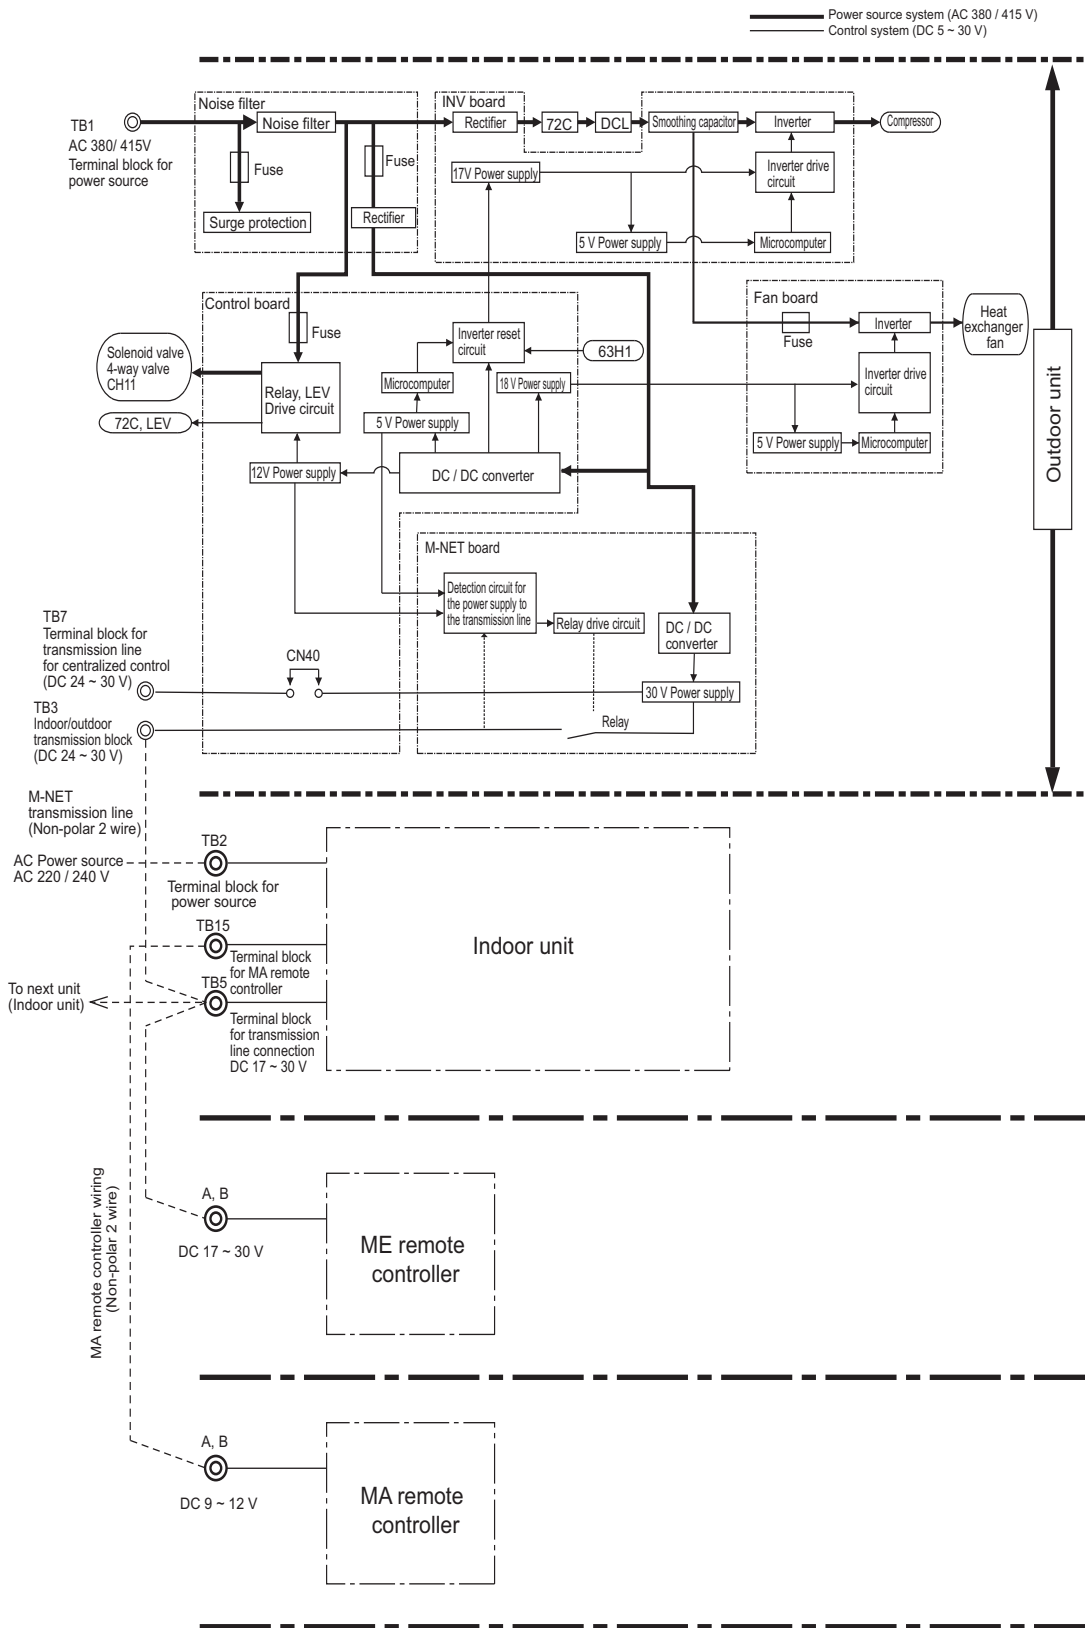 Power source system (AC 380 / 415 V)
Control system (DC 5 ~ 30 V)
Noise filter
INV board
TB1
AC 380/ 415V
Terminal block for
power source
Noise filter
Rectifier
72C
DCL
Smoothing capacitor
Inverter
Compressor
Fuse
Fuse
17V Power supply
Inverter drive
circuit
Surge protection
Rectifier
5 V Power supply
Microcomputer
Control board
Fan board
Fuse
Inverter reset
circuit
63H1
Fuse
Inverter
Heat
exchanger
fan
Solenoid valve
4-way valve
CH11
Relay, LEV
Drive circuit
Microcomputer
18 V Power supply
Inverter drive
circuit
72C, LEV
5 V Power supply
5 V Power supply
Microcomputer
12V Power supply
DC / DC converter
Outdoor unit
M-NET board
Detection circuit for
the power supply to
the transmission line
Relay drive circuit
DC / DC
converter
TB7
Terminal block for
transmission line
for centralized control
(DC 24 ~ 30 V)
CN40
30 V Power supply
TB3
Indoor/outdoor
transmission block
(DC 24 ~ 30 V)
Relay
M-NET
transmission line
(Non-polar 2 wire)
AC Power source
AC 220 / 240 V
TB2
Terminal block for
power source
TB15
Terminal block
for MA remote
controller
Indoor unit
To next unit
(Indoor unit)
TB5
Terminal block
for transmission
line connection
DC 17 ~ 30 V
MA remote controller wiring
(Non-polar 2 wire)
A, B
DC 17 ~ 30 V
ME remote
controller
A, B
DC 9 ~ 12 V
MA remote
controller